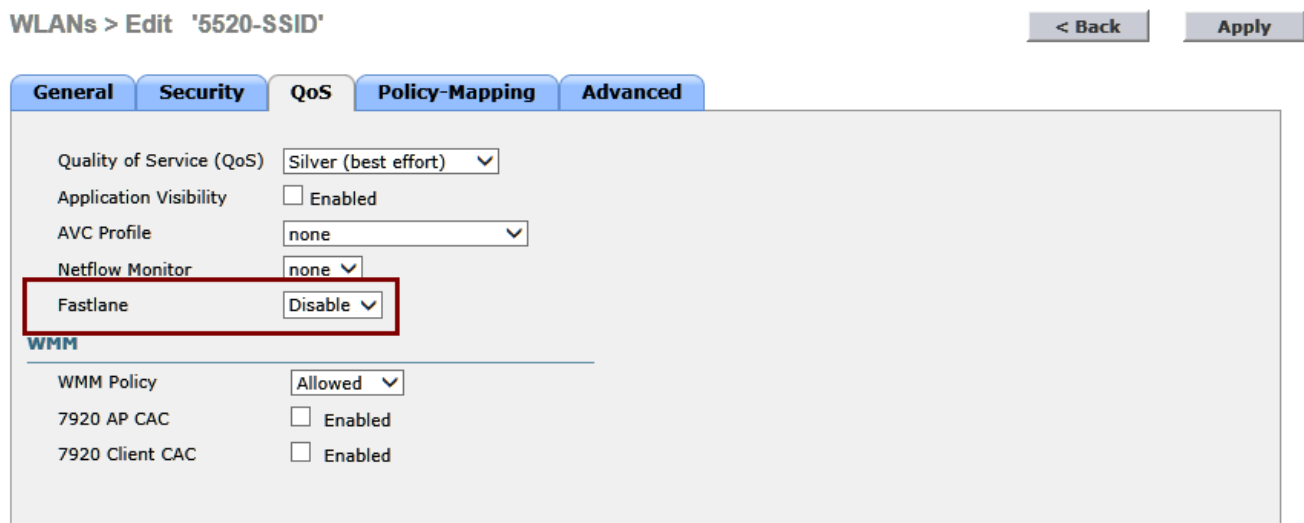 WLANs > Edit '5520-SSID'
< Back
Apply
General Security QoS Policy-Mapping Advanced
Quality of Service (QoS) Silver (best effort)
Application Visibility Enabled
AVC Profile none
Netflow Monitor none
Fastlane Disable
WMM
WMM Policy Allowed
7920 AP CAC Enabled
7920 Client CAC Enabled